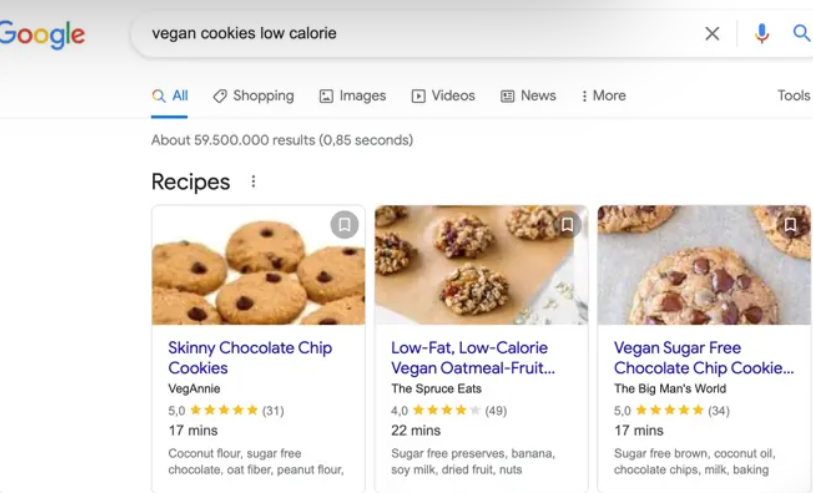 Google
vegan cookies low calorie
All Shopping Images Videos News More Tools
About 59.500.000 results (0,85 seconds)
Recipes
Skinny Chocolate Chip
Cookies
VegAnnie
5,0 (31)
17 mins
Coconut flour, sugar free
chocolate, oat fiber, peanut flour,
Low-Fat, Low-Calorie
Vegan Oatmeal-Fruit...
The Spruce Eats
4,0 (49)
22 mins
Sugar free preserves, banana,
soy milk, dried fruit, nuts
Vegan Sugar Free
Chocolate Chip Cookie...
The Big Man's World
5,0 (34)
17 mins
Sugar free brown, coconut oil,
chocolate chips, milk, baking